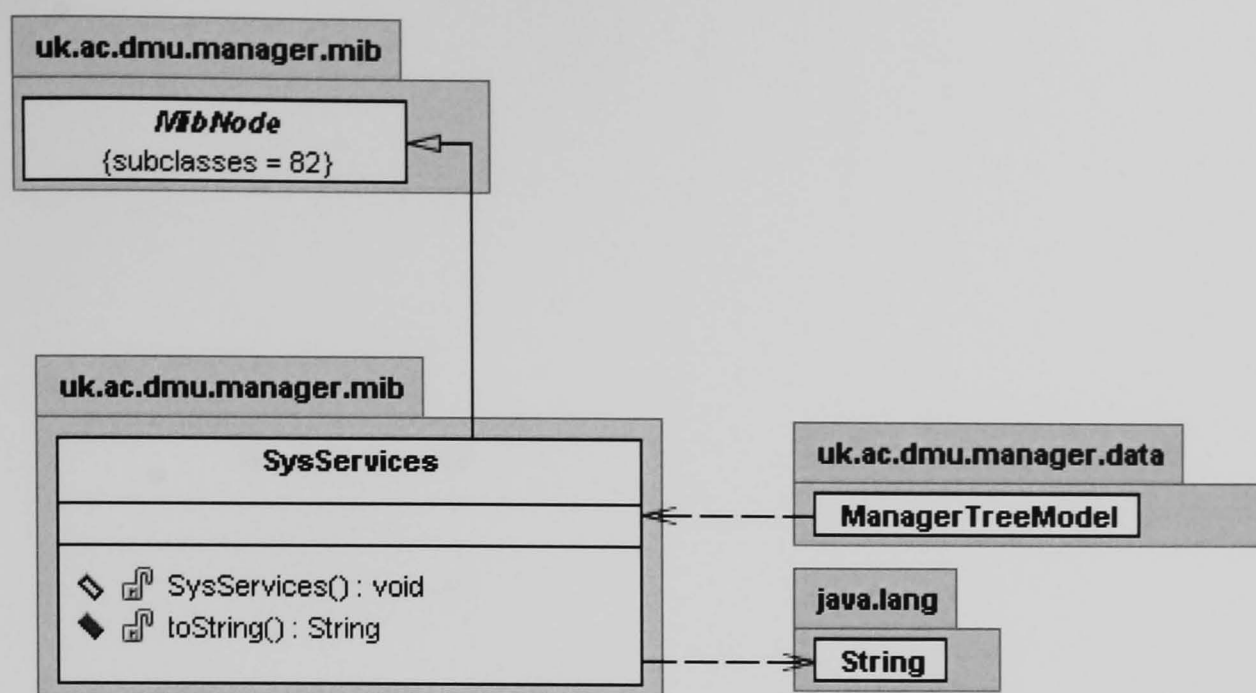 uk.ac.dmu.manager.mib
MibNode
{subclasses = 82}
uk.ac.dmu.manager.mib
SysServices
SysServices() : void
toString() : String
uk.ac.dmu.manager.data
ManagerTreeModel
java.lang
String